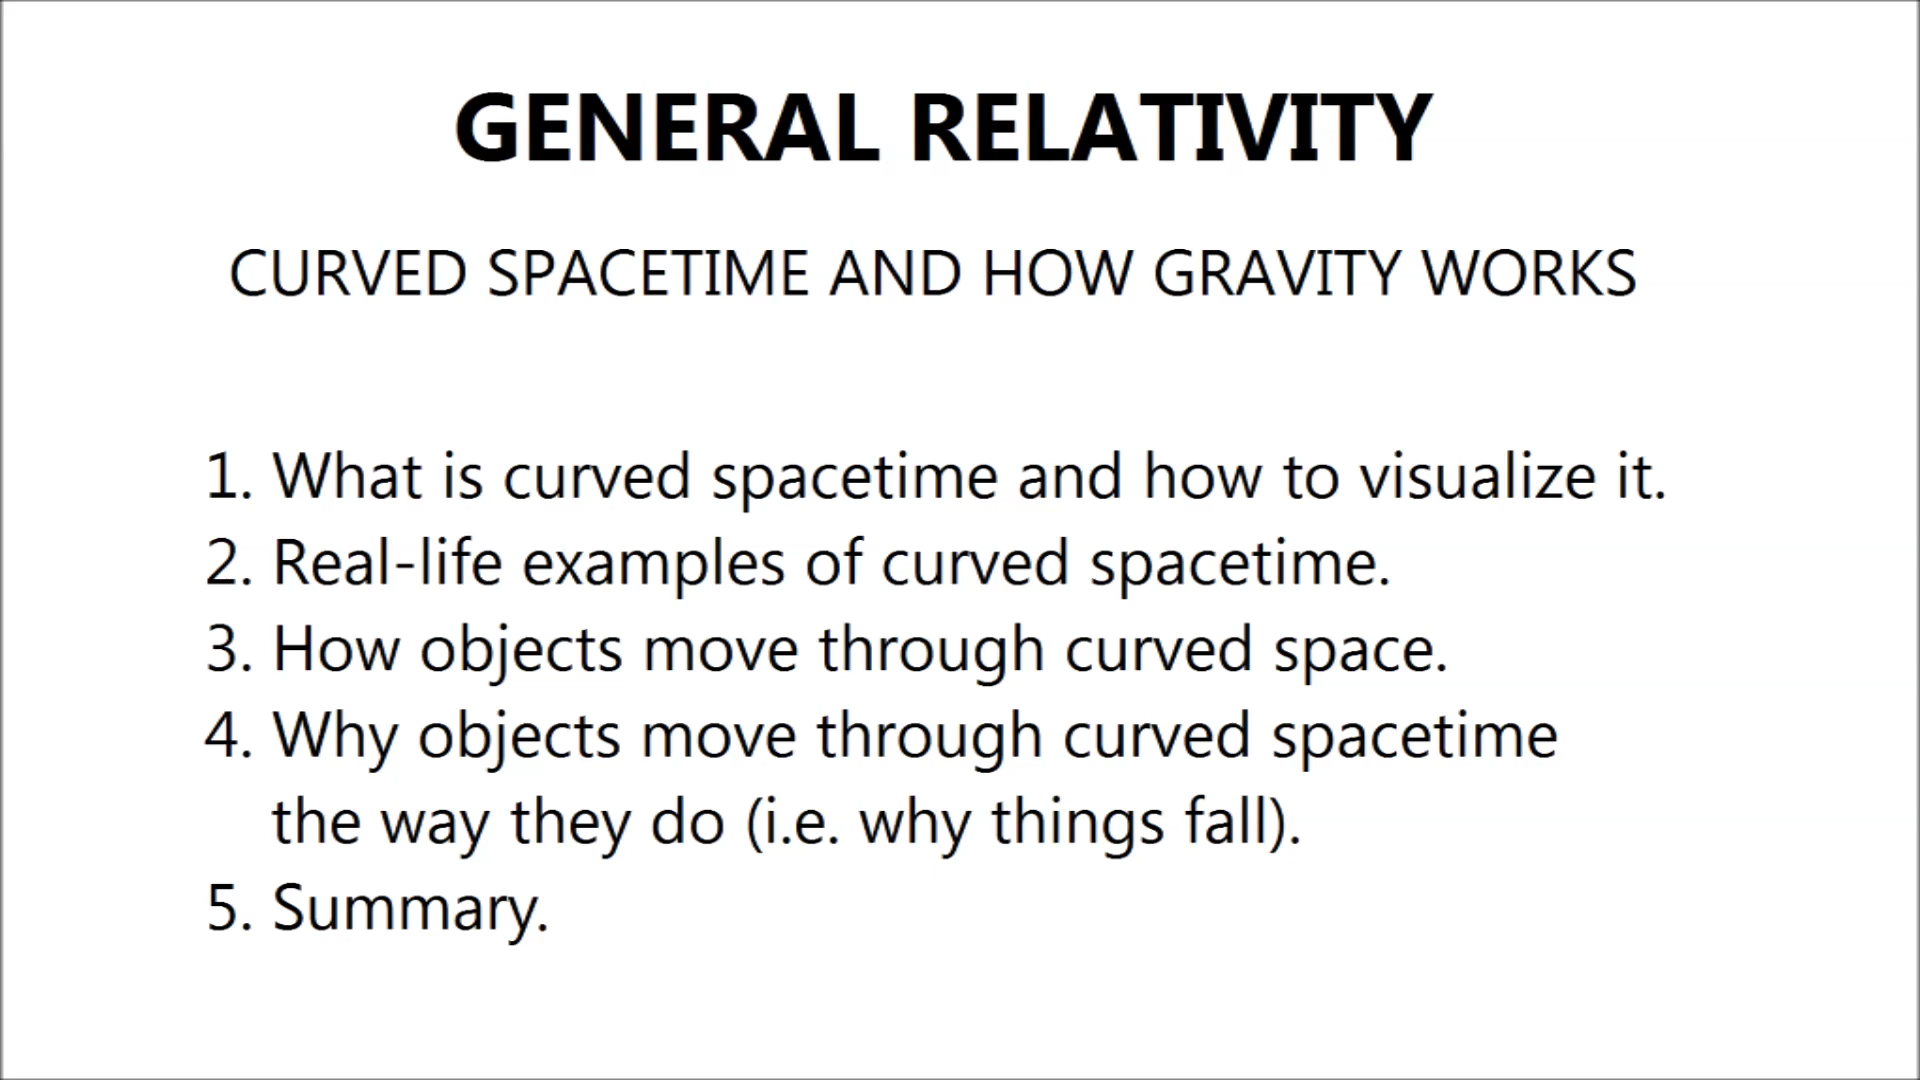 GENERAL RELATIVITY
CURVED SPACETIME AND HOW GRAVITY WORKS
1. What is curved spacetime and how to visualize it.
2. Real-life examples of curved spacetime.
3. How objects move through curved space.
4. Why objects move through curved spacetime
the way they do (i.e. why things fall).
5. Summary.